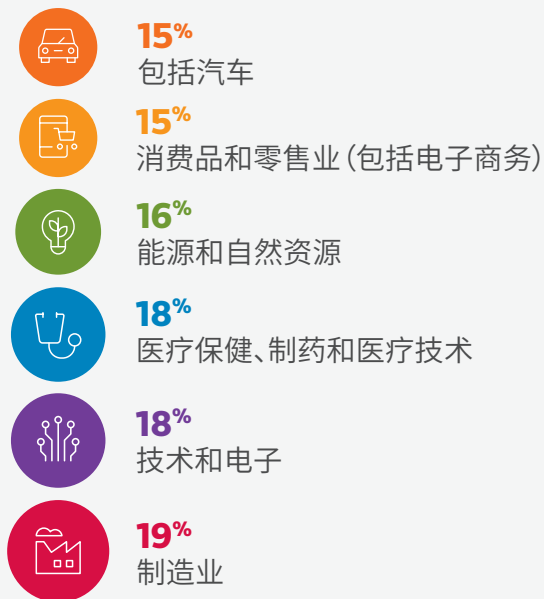 15%
包括汽车
15%
消费品和零售业（包括电子商务）
16%
能源和自然资源
18%
医疗保健、制药和医疗技术
18%
技术和电子
19%
制造业